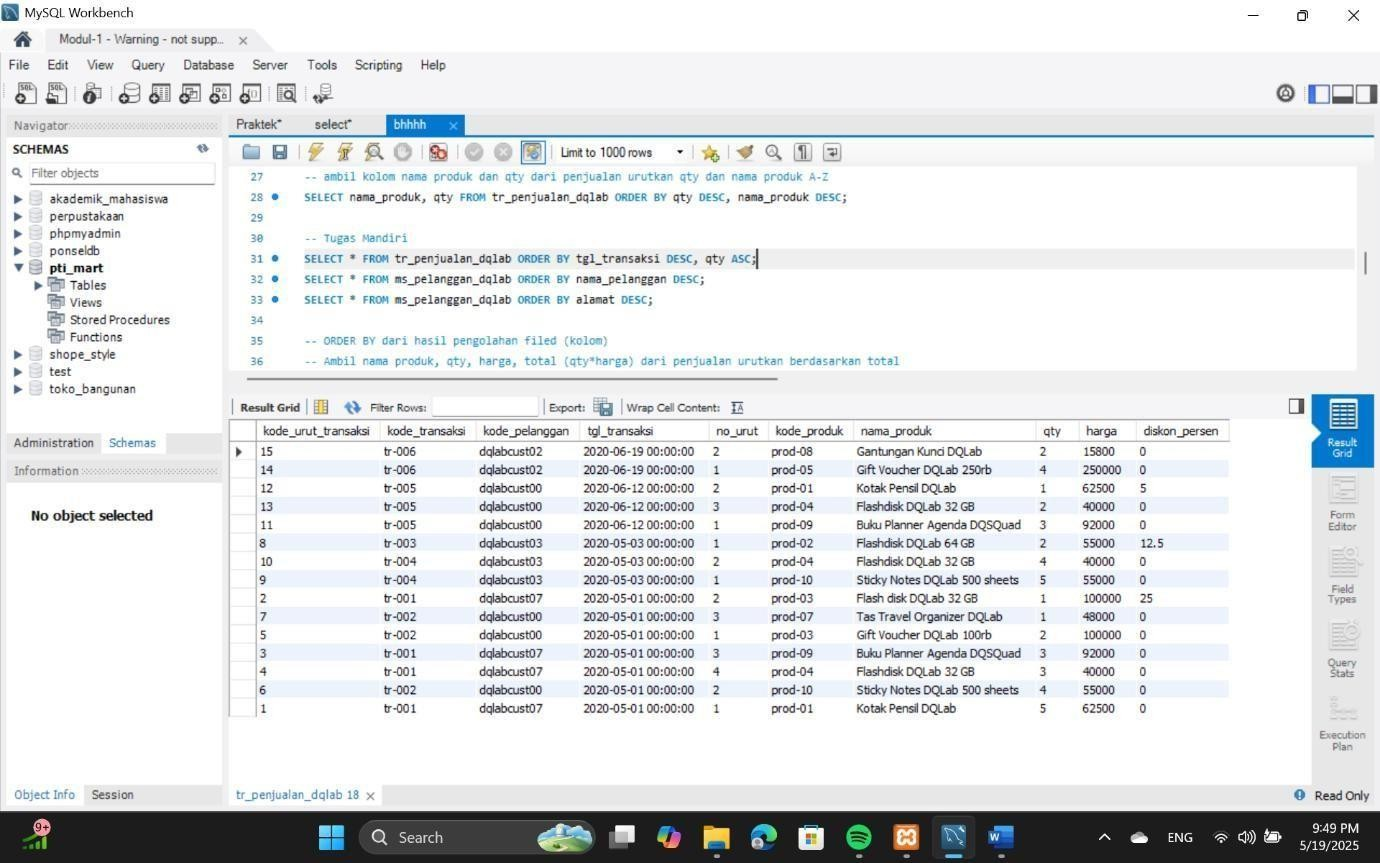 MySQL Workbench
Modul-1 - Warning - not supp...
File Edit View Query Database Server Tools Scripting Help
Navigator
SCHEMAS
Filter objects
akademik_mahasiswa
perpustakaan
phpmyadmin
ponseldb
pti_mart
Tables
Views
Stored Procedures
Functions
shope_style
test
toko_bangunan
Administration Schemas
Information
No object selected
Object Info Session
Praktek* select* bhhhh
Limit to 1000 rows
27 -- ambil kolom nama produk dan qty dari penjualan urutkan qty dan nama produk A-Z
28 SELECT nama_produk, qty FROM tr_penjualan_dqlab ORDER BY qty DESC, nama_produk DESC;
29
30 -- Tugas Mandiri
31 SELECT * FROM tr_penjualan_dqlab ORDER BY tgl_transaksi DESC, qty ASC;
32 SELECT * FROM ms_pelanggan_dqlab ORDER BY nama_pelanggan DESC;
33 SELECT * FROM ms_pelanggan_dqlab ORDER BY alamat DESC;
34
35 -- ORDER BY dari hasil pengolahan filed (kolom)
36 -- Ambil nama produk, qty, harga, total (qty*harga) dari penjualan urutkan berdasarkan total
Result Grid Filter Rows: Export: Wrap Cell Content:
kode_urut_transaksi kode_transaksi kode_pelanggan tgl_transaksi no_urut kode_produk nama_produk qty harga diskon_persen
15 tr-006 dqlabcust02 2020-06-19 00:00:00 2 prod-08 Gantungan Kunci DQLab 2 15800 0
14 tr-006 dqlabcust02 2020-06-19 00:00:00 1 prod-05 Gift Voucher DQLab 250rb 4 250000 0
12 tr-005 dqlabcust00 2020-06-12 00:00:00 2 prod-01 Kotak Pensil DQLab 1 62500 5
13 tr-005 dqlabcust00 2020-06-12 00:00:00 3 prod-04 Flashdisk DQLab 32 GB 2 40000 0
11 tr-005 dqlabcust00 2020-06-12 00:00:00 1 prod-09 Buku Planner Agenda DQSQuad 3 92000 0
8 tr-003 dqlabcust03 2020-05-03 00:00:00 1 prod-02 Flashdisk DQLab 64 GB 2 55000 12.5
10 tr-004 dqlabcust03 2020-05-03 00:00:00 2 prod-04 Flashdisk DQLab 32 GB 4 40000 0
9 tr-004 dqlabcust03 2020-05-03 00:00:00 1 prod-10 Sticky Notes DQLab 500 sheets 5 55000 0
2 tr-001 dqlabcust07 2020-05-01 00:00:00 2 prod-03 Flash disk DQLab 32 GB 1 100000 25
7 tr-002 dqlabcust00 2020-05-01 00:00:00 3 prod-07 Tas Travel Organizer DQLab 1 48000 0
5 tr-002 dqlabcust00 2020-05-01 00:00:00 1 prod-03 Gift Voucher DQLab 100rb 2 100000 0
3 tr-001 dqlabcust07 2020-05-01 00:00:00 3 prod-09 Buku Planner Agenda DQSQuad 3 92000 0
4 tr-001 dqlabcust07 2020-05-01 00:00:00 4 prod-04 Flashdisk DQLab 32 GB 3 40000 0
6 tr-002 dqlabcust00 2020-05-01 00:00:00 2 prod-10 Sticky Notes DQLab 500 sheets 4 55000 0
1 tr-001 dqlabcust07 2020-05-01 00:00:00 1 prod-01 Kotak Pensil DQLab 5 62500 0
Result
Grid
Form
Editor
Field
Types
Query
Stats
Execution
Plan
tr_penjualan_dqlab 18
Read Only
9+
Search
ENG
9:49 PM
5/19/2025